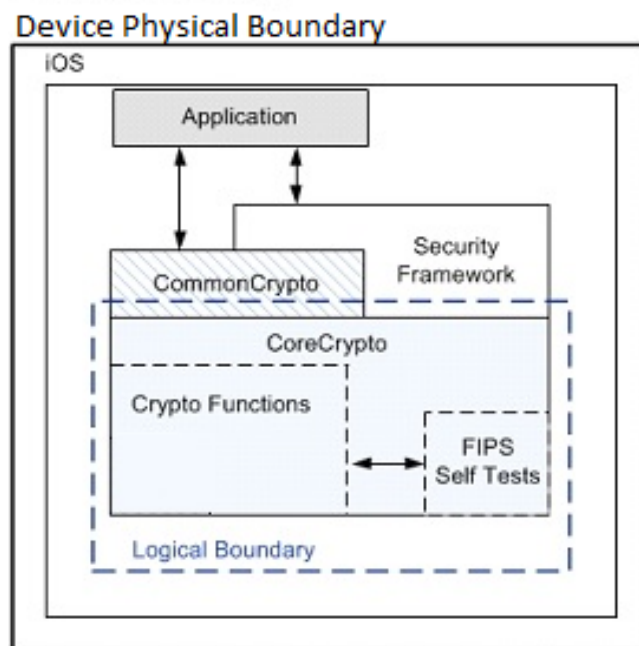 Device Physical Boundary
iOS
Application
Security
Framework
CommonCrypto
CoreCrypto
Crypto Functions
FIPS
Self Tests
Logical Boundary